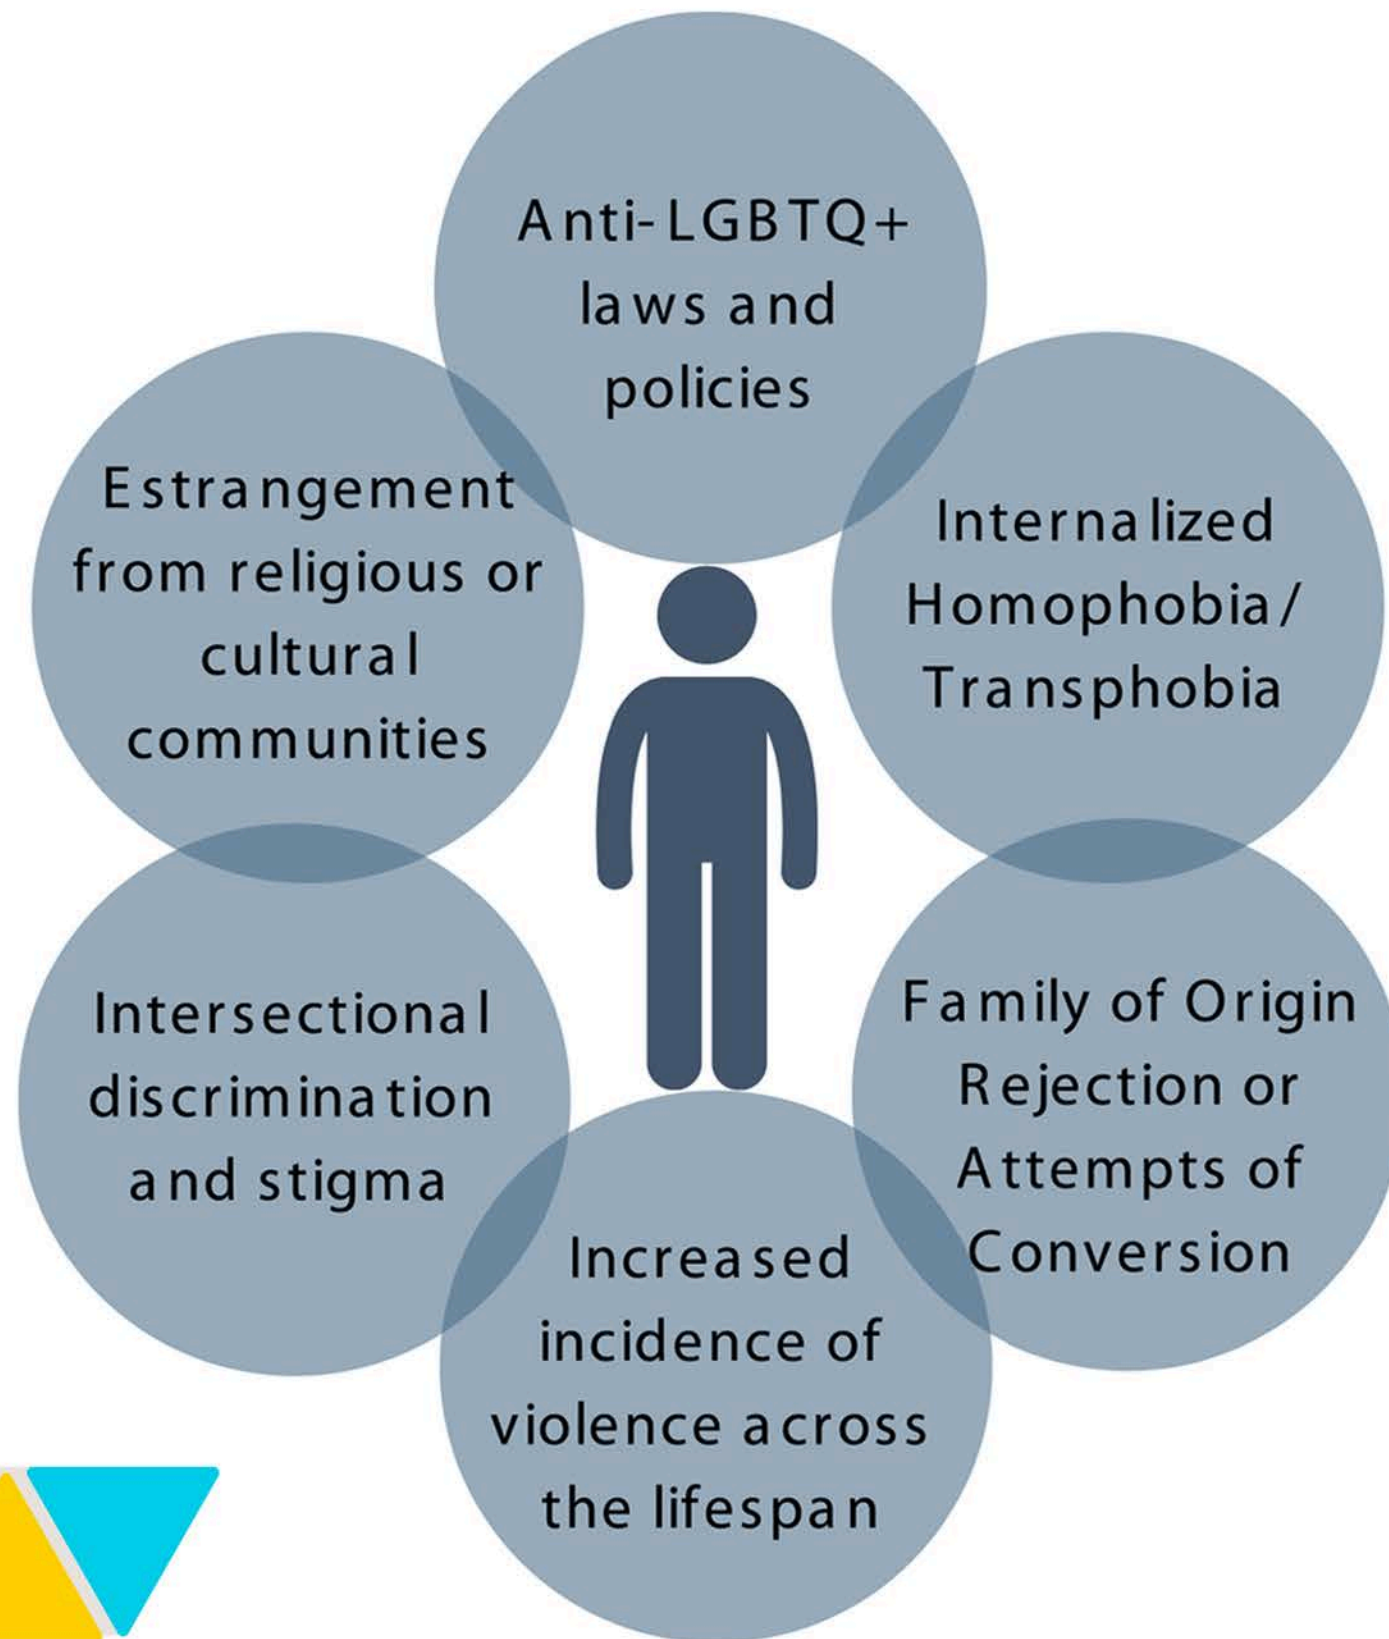 Anti-LGBTQ+
laws and
policies
Internalized
Homophobia/
Transphobia
Family of Origin
Rejection or
Attempts of
Conversion
Increased
incidence of
violence across
the lifespan
Intersectional
discrimination
and stigma
Estrangement
from religious or
cultural
communities